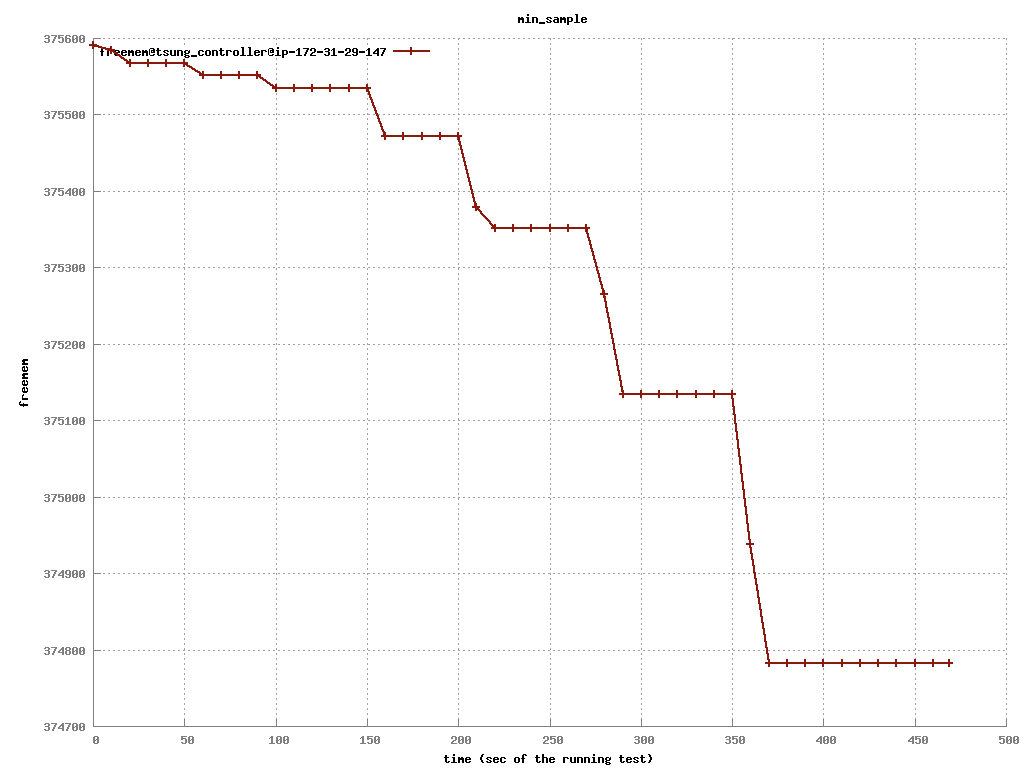 min_sample
freemem@tsung_controller@ip-172-31-29-147
375600
375500
375400
375300
375200
375100
375000
374900
374800
374700
freemem
0 50 100 150 200 250 300 350 400 450 500
time (sec of the running test)